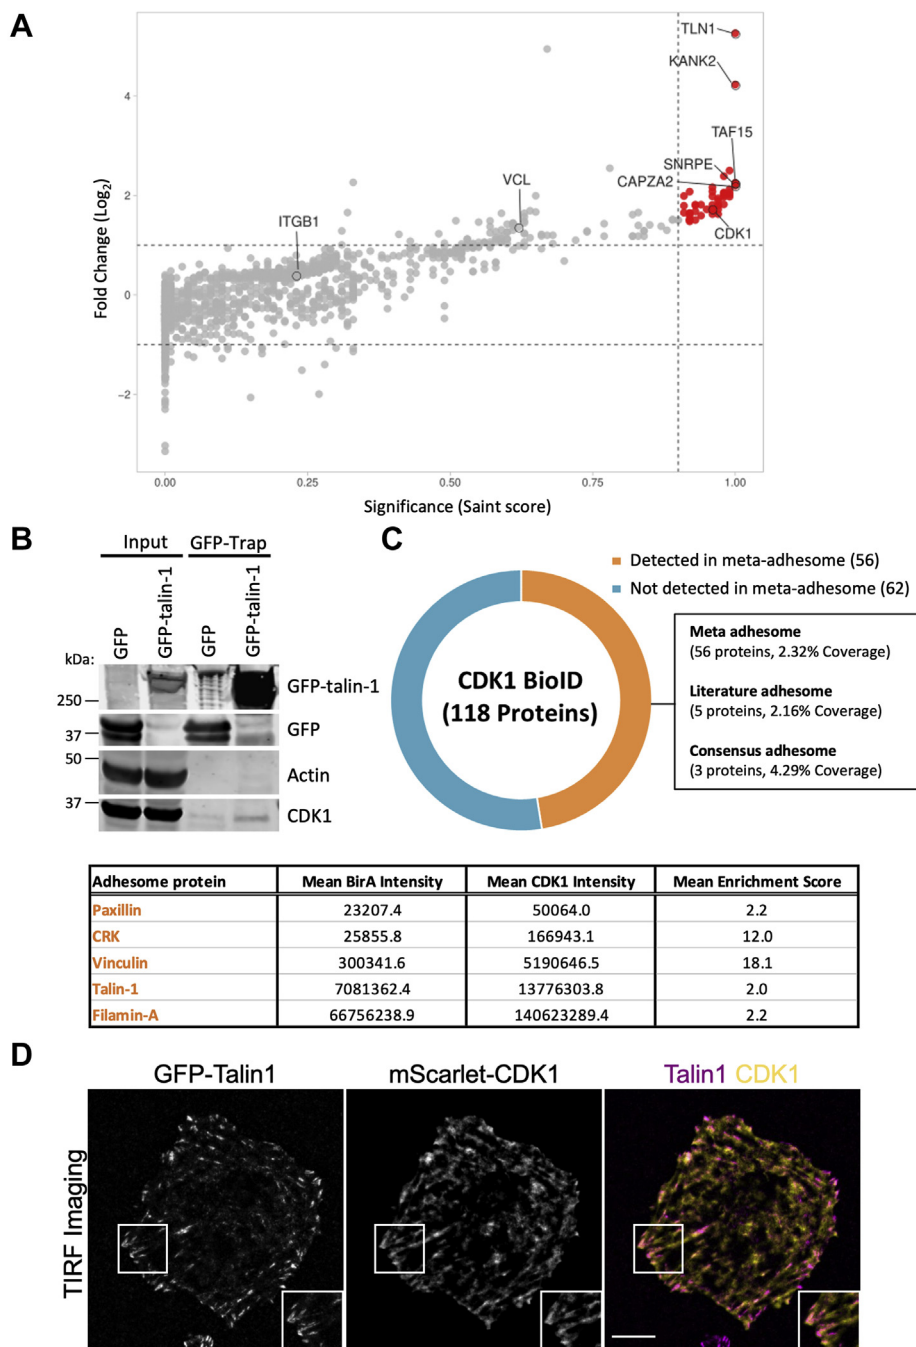 A
Fold Change (Log2)
4
2
0
−2
TLN1
KANK2
TAF15
SNRPE
CAPZA2
CDK1
VCL
ITGB1
0.00 0.25 0.50 0.75 1.00
Significance (Saint score)
B
Input GFP-Trap
GFP GFP-talin-1 GFP GFP-talin-1
kDa:
250 GFP-talin-1
37 GFP
50 Actin
37 CDK1
C
Detected in meta-adhesome (56)
Not detected in meta-adhesome (62)
CDK1 BioID
(118 Proteins)
Meta adhesome
(56 proteins, 2.32% Coverage)
Literature adhesome
(5 proteins, 2.16% Coverage)
Consensus adhesome
(3 proteins, 4.29% Coverage)
Adhesome protein Mean BirA Intensity Mean CDK1 Intensity Mean Enrichment Score
Paxillin 23207.4 50064.0 2.2
CRK 25855.8 166943.1 12.0
Vinculin 300341.6 5190646.5 18.1
Talin-1 7081362.4 13776303.8 2.0
Filamin-A 66756238.9 140623289.4 2.2
D
GFP-Talin1 mScarlet-CDK1 Talin1 CDK1
TIRF Imaging